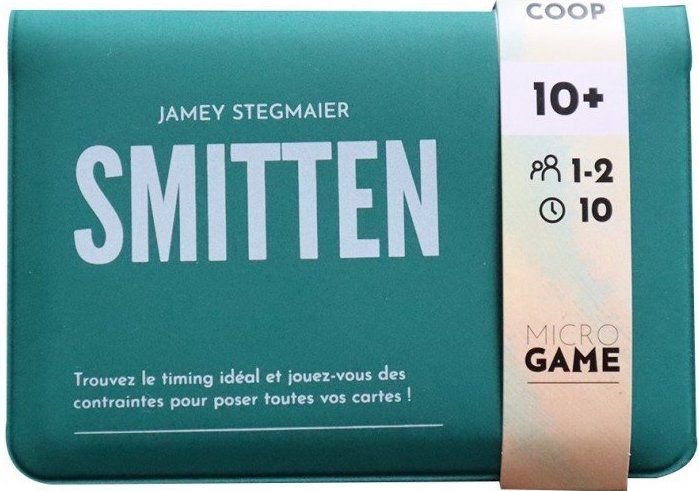 JAMEY STEGMAIER
SMITTEN
Trouvez le timing idéal et jouez-vous des
contraintes pour poser toutes vos cartes !
COOP
10+
1-2
10
MICRO
GAME